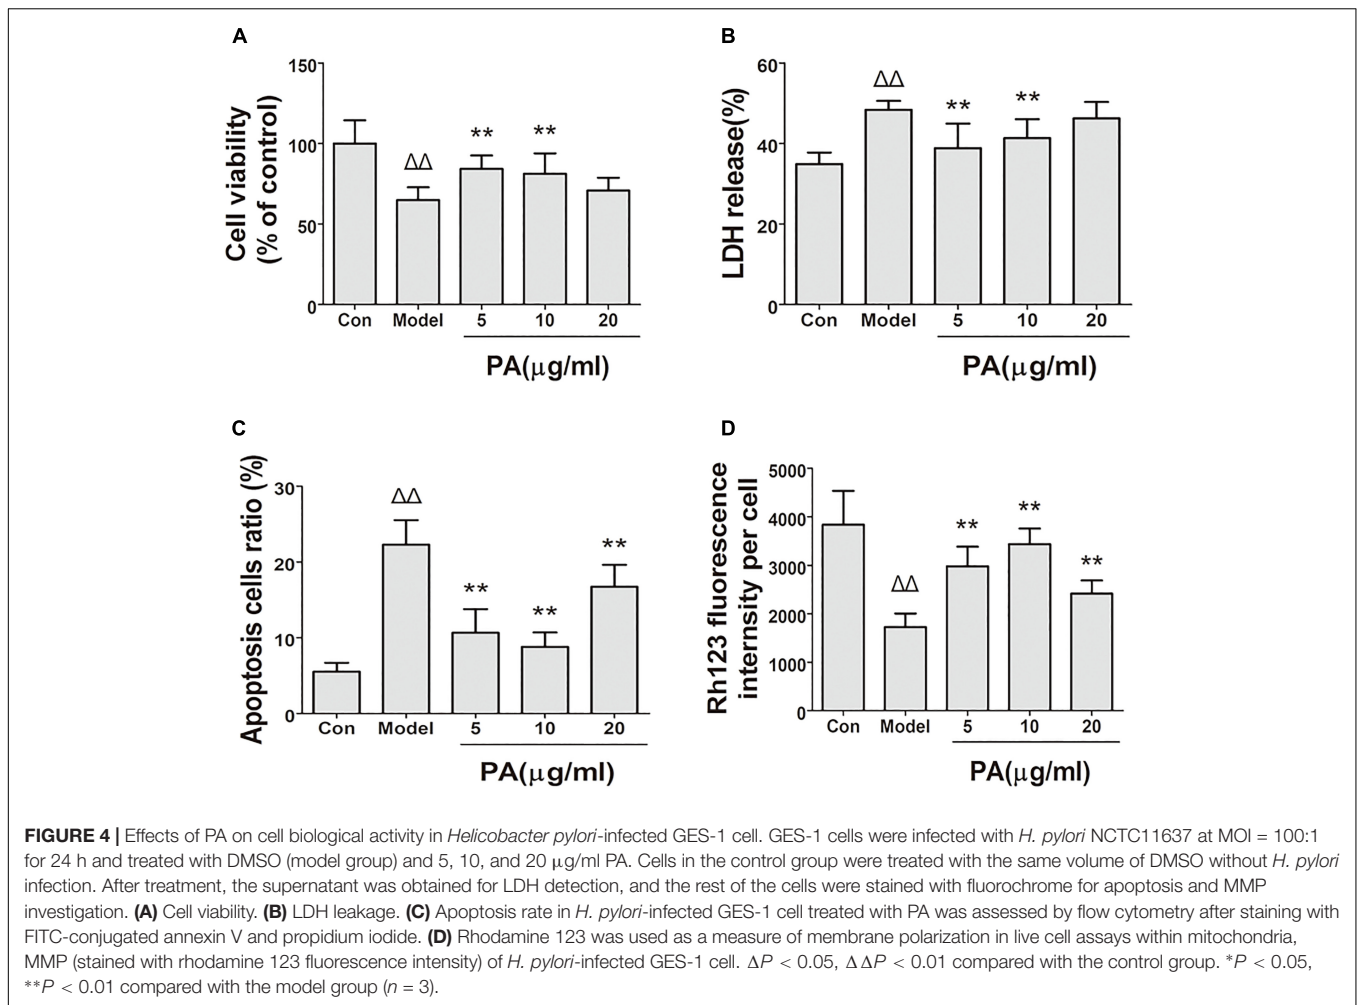 A
Cell viability
(% of control)
150
100
50
0
ΔΔ
**
**
Con Model 5 10 20
PA(μg/ml)
B
LDH release(%)
60
40
20
0
ΔΔ
**
**
Con Model 5 10 20
PA(μg/ml)
C
Apoptosis cells ratio (%)
30
20
10
0
ΔΔ
**
**
**
Con Model 5 10 20
PA(μg/ml)
D
Rh123 fluorescence
internsity per cell
5000
4000
3000
2000
1000
0
ΔΔ
**
**
**
Con Model 5 10 20
PA(μg/ml)
FIGURE 4 | Effects of PA on cell biological activity in Helicobacter pylori-infected GES-1 cell. GES-1 cells were infected with H. pylori NCTC11637 at MOI = 100:1
for 24 h and treated with DMSO (model group) and 5, 10, and 20 μg/ml PA. Cells in the control group were treated with the same volume of DMSO without H. pylori
infection. After treatment, the supernatant was obtained for LDH detection, and the rest of the cells were stained with fluorochrome for apoptosis and MMP
investigation. (A) Cell viability. (B) LDH leakage. (C) Apoptosis rate in H. pylori-infected GES-1 cell treated with PA was assessed by flow cytometry after staining with
FITC-conjugated annexin V and propidium iodide. (D) Rhodamine 123 was used as a measure of membrane polarization in live cell assays within mitochondria,
MMP (stained with rhodamine 123 fluorescence intensity) of H. pylori-infected GES-1 cell. ΔP < 0.05, ΔΔP < 0.01 compared with the control group. *P < 0.05,
**P < 0.01 compared with the model group (n = 3).